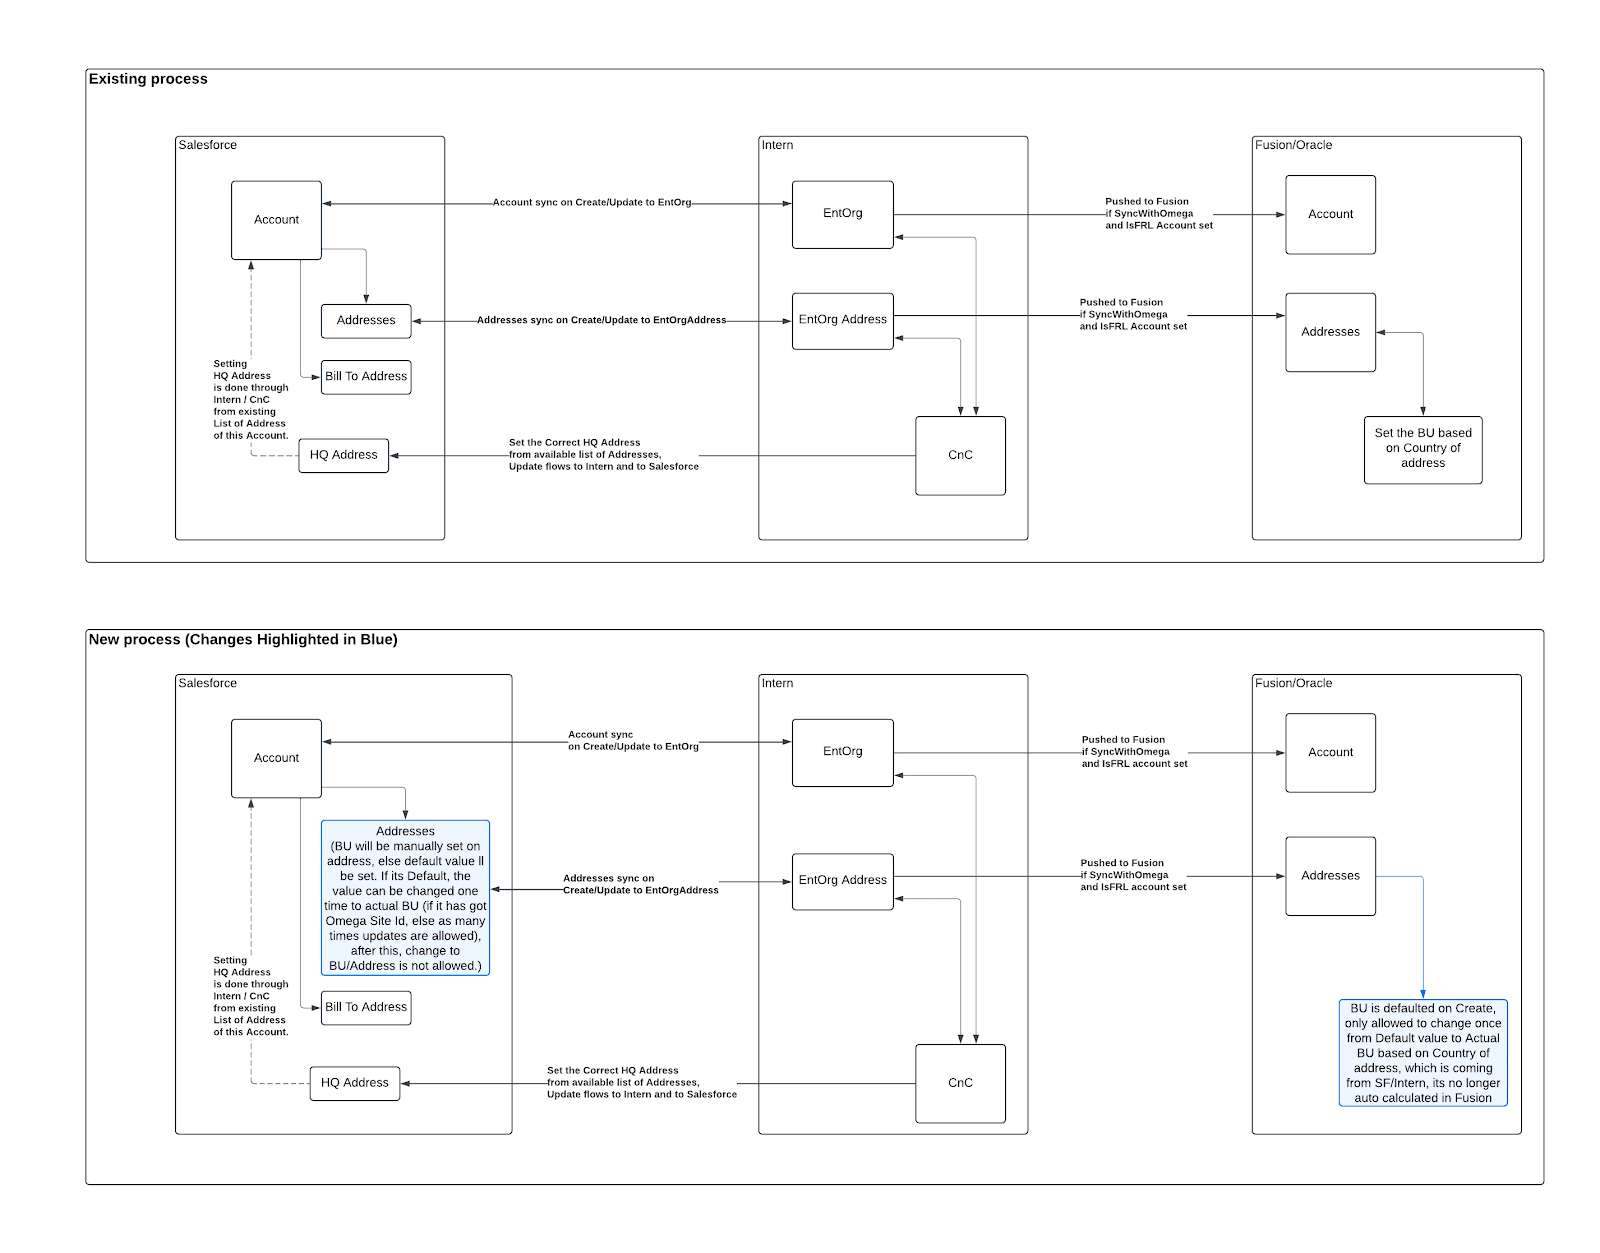 Existing process
Salesforce
Intern
Fusion/Oracle
Account
Account sync on Create/Update to EntOrg
EntOrg
Pushed to Fusion
if SyncWithOmega
and IsFRL Account set
Account
Addresses
Addresses sync on Create/Update to EntOrgAddress
EntOrg Address
Pushed to Fusion
if SyncWithOmega
and IsFRL Account set
Addresses
Setting
HQ Address
is done through
Intern / CnC
from existing
List of Address
of this Account.
Bill To Address
HQ Address
Set the Correct HQ Address
from available list of Addresses,
Update flows to Intern and to Salesforce
CnC
Set the BU based
on Country of
address
New process (Changes Highlighted in Blue)
Salesforce
Intern
Fusion/Oracle
Account
Account sync
on Create/Update to EntOrg
EntOrg
Pushed to Fusion
if SyncWithOmega
and IsFRL account set
Account
Addresses
(BU will be manually set on
address, else default value ll
be set. If its Default, the
value can be changed one
time to actual BU (if it has got
Omega Site Id, else as many
times updates are allowed),
after this, change to
BU/Address is not allowed.)
Addresses sync on
Create/Update to EntOrgAddress
EntOrg Address
Pushed to Fusion
if SyncWithOmega
and IsFRL account set
Addresses
Setting
HQ Address
is done through
Intern / CnC
from existing
List of Address
of this Account.
Bill To Address
HQ Address
Set the Correct HQ Address
from available list of Addresses,
Update flows to Intern and to Salesforce
CnC
BU is defaulted on Create,
only allowed to change once
from Default value to Actual
BU based on Country of
address, which is coming
from SF/Intern, its no longer
auto calculated in Fusion